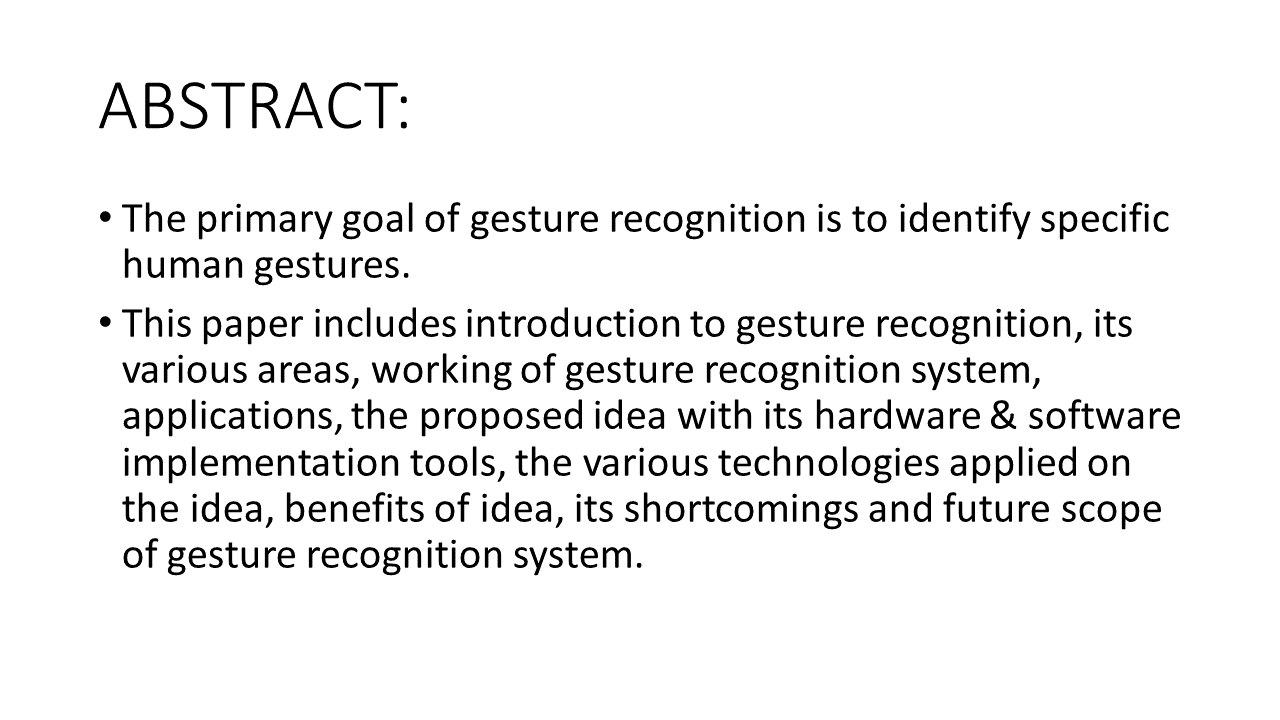 ABSTRACT:
• The primary goal of gesture recognition is to identify specific
human gestures.
• This paper includes introduction to gesture recognition, its
various areas, working of gesture recognition system,
applications, the proposed idea with its hardware & software
implementation tools, the various technologies applied on
the idea, benefits of idea, its shortcomings and future scope
of gesture recognition system.